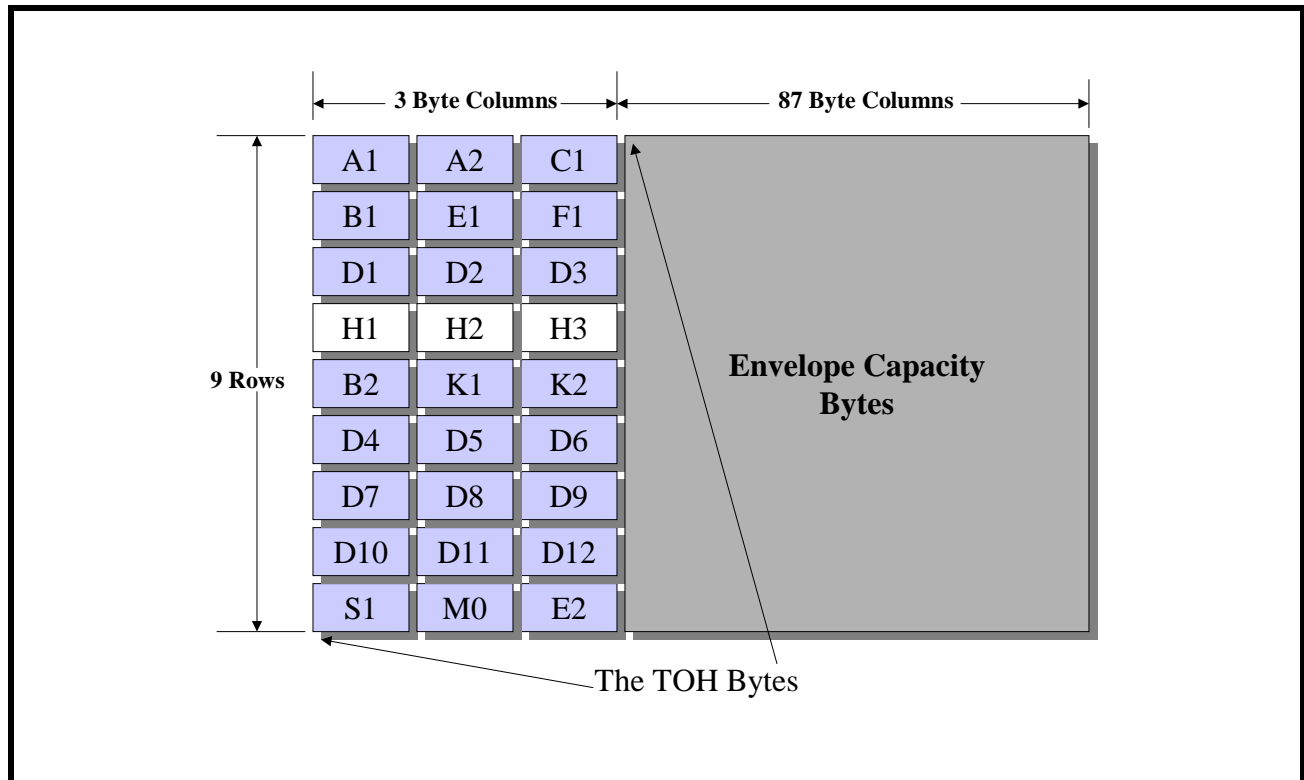 3 Byte Columns
87 Byte Columns
A1 A2 C1
B1 E1 F1
D1 D2 D3
H1 H2 H3
9 Rows
B2 K1 K2
D4 D5 D6
D7 D8 D9
D10 D11 D12
S1 M0 E2
Envelope Capacity
Bytes
The TOH Bytes